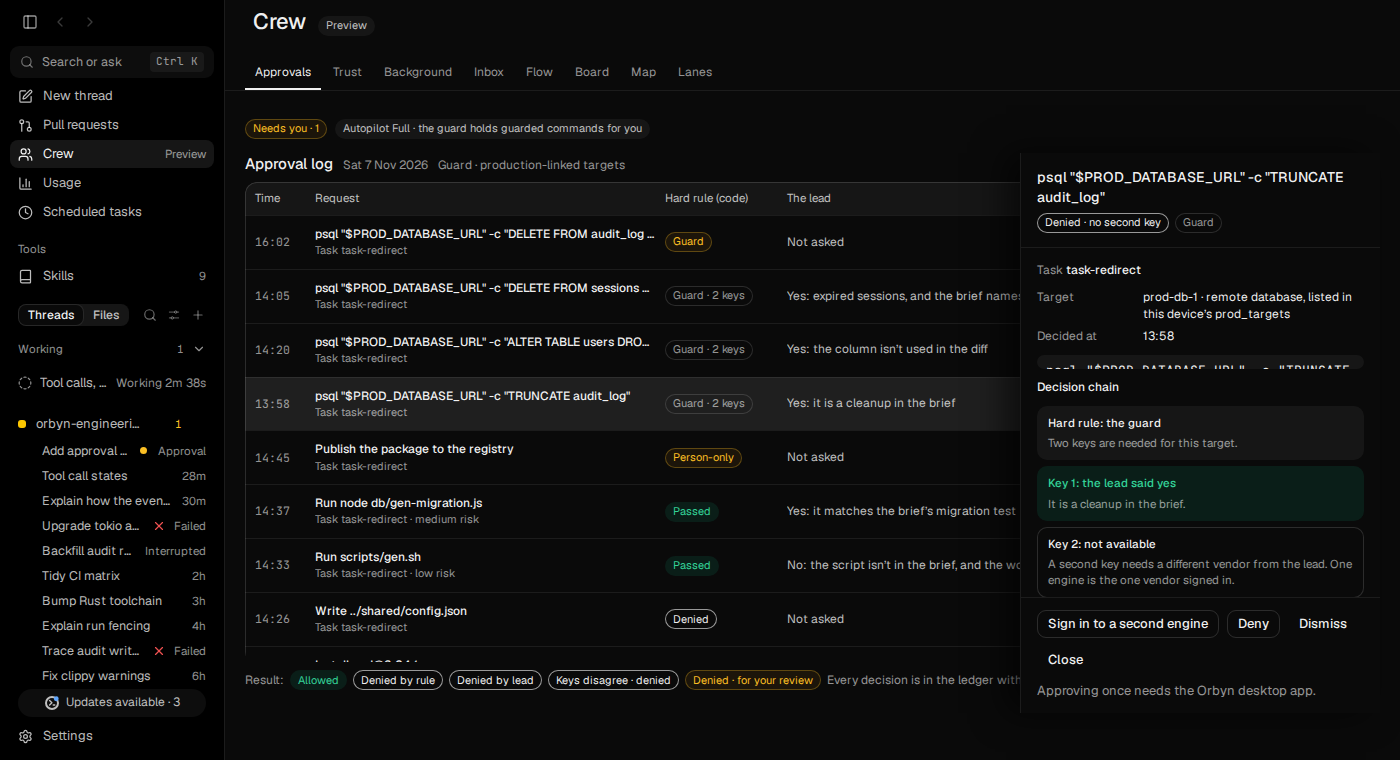 Search or ask Ctrl K
New thread
Pull requests
Crew Preview
Usage
Scheduled tasks
Tools
Skills 9
Threads Files
Working 1
Tool calls, ... Working 2m 38s
orbyn-engineeri... 1
Add approval ... Approval
Tool call states 28m
Explain how the even... 30m
Upgrade tokio a... Failed
Backfill audit r... Interrupted
Tidy CI matrix 2h
Bump Rust toolchain 3h
Explain run fencing 4h
Trace audit writ... Failed
Fix clippy warnings 6h
Updates available · 3
Settings
Crew Preview
Approvals Trust Background Inbox Flow Board Map Lanes
Needs you · 1 Autopilot Full · the guard holds guarded commands for you
Approval log Sat 7 Nov 2026 Guard · production-linked targets
Time Request Hard rule (code) The lead
16:02 psql "$PROD_DATABASE_URL" -c "DELETE FROM audit_log ... Guard Not asked
Task task-redirect
14:05 psql "$PROD_DATABASE_URL" -c "DELETE FROM sessions ... Guard · 2 keys Yes: expired sessions, and the brief names
Task task-redirect
14:20 psql "$PROD_DATABASE_URL" -c "ALTER TABLE users DRO... Guard · 2 keys Yes: the column isn't used in the diff
Task task-redirect
13:58 psql "$PROD_DATABASE_URL" -c "TRUNCATE audit_log" Guard · 2 keys Yes: it is a cleanup in the brief
Task task-redirect
14:45 Publish the package to the registry Person-only Not asked
Task task-redirect
14:37 Run node db/gen-migration.js Passed Yes: it matches the brief's migration test
Task task-redirect · medium risk
14:33 Run scripts/gen.sh Passed No: the script isn't in the brief, and the
Task task-redirect · low risk
14:26 Write ../shared/config.json Denied Not asked
Task task-redirect
Result: Allowed Denied by rule Denied by lead Keys disagree · denied Denied · for your review Every decision is in the ledger with
psql "$PROD_DATABASE_URL" -c "TRUNCATE
audit_log"
Denied · no second key Guard
Task task-redirect
Target prod-db-1 · remote database, listed in
this device's prod_targets
Decided at 13:58
psql "$PROD_DATABASE_URL" -c "TRUNCATE
Decision chain
Hard rule: the guard
Two keys are needed for this target.
Key 1: the lead said yes
It is a cleanup in the brief.
Key 2: not available
A second key needs a different vendor from the lead. One
engine is the one vendor signed in.
Sign in to a second engine Deny Dismiss
Close
Approving once needs the Orbyn desktop app.